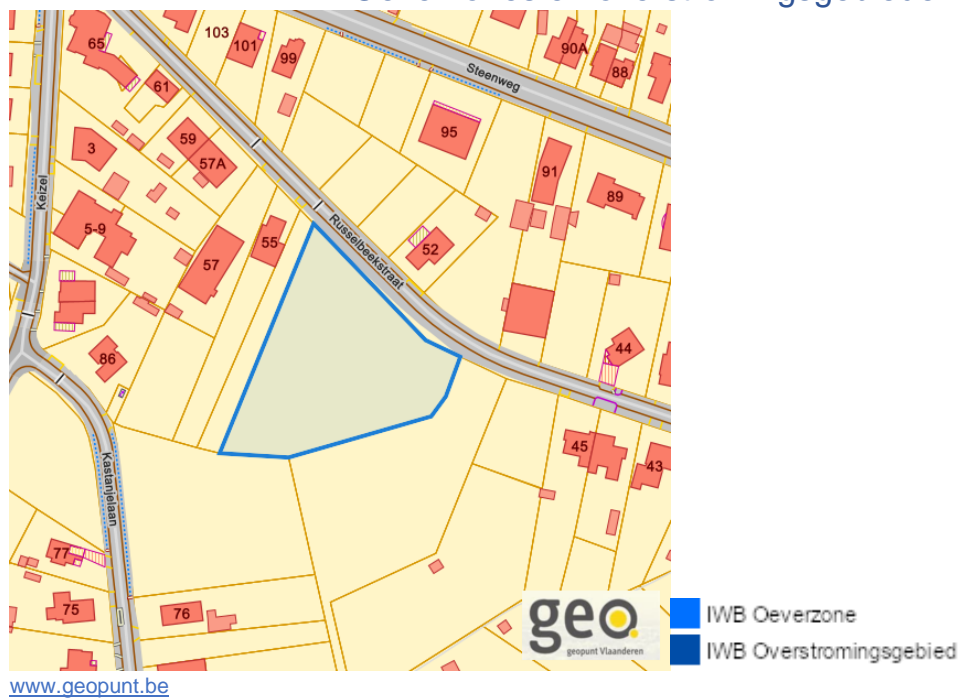 103
101
99
65
61
90A
88
Steenweg
95
59
57A
3
91
89
Keizel
5-9
55
Russelbeekstraat
52
57
86
44
45
43
Kastanjelaan
77
75
76
geo
geopunt Vlaanderen
IWB Oeverzone
IWB Overstromingsgebied
www.geopunt.be